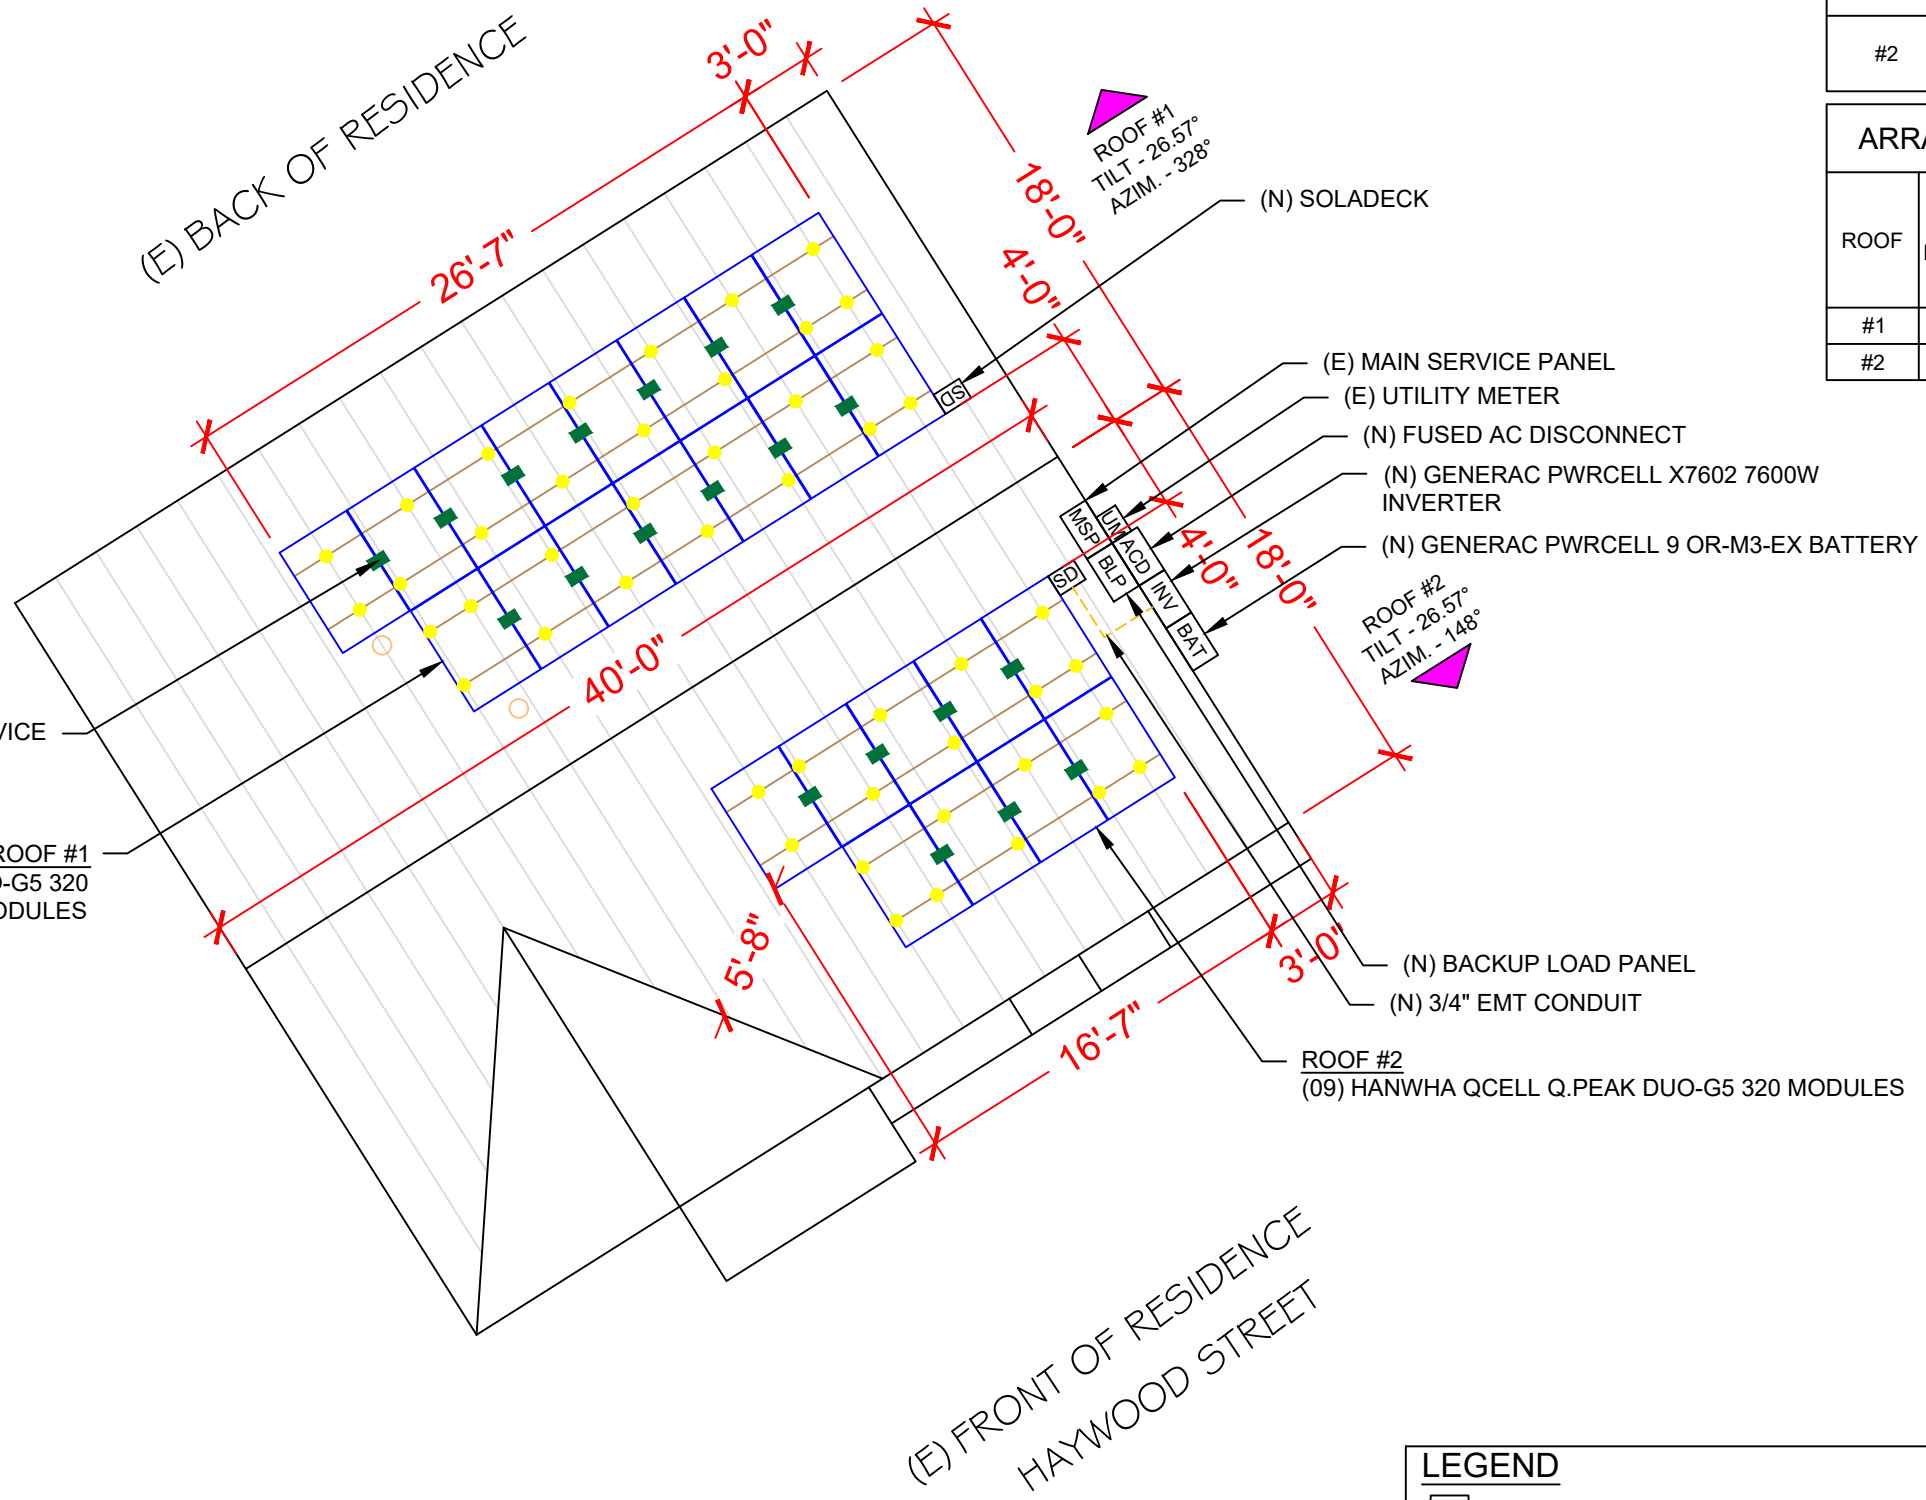 (E) BACK OF RESIDENCE
3'-0"
26'-7"
ROOF #1
TILT - 26.57°
AZIM. - 328°
18'-0"
4'-0"
(N) SOLADECK
#2
ROOF
#1
#2
SD
(E) MAIN SERVICE PANEL
(E) UTILITY METER
(N) FUSED AC DISCONNECT
(N) GENERAC PWRCELL X7602 7600W
INVERTER
(N) GENERAC PWRCELL 9 OR-M3-EX BATTERY
MSP
UM
ACD
BLP
INV
BAT
SD
4'-0"
18'-0"
ROOF #2
TILT - 26.57°
AZIM. - 148°
40'-0"
ROOF #1
G5 320
5'-8"
3'-0"
16'-7"
(N) BACKUP LOAD PANEL
(N) 3/4" EMT CONDUIT
ROOF #2
(09) HANWHA QCELL Q.PEAK DUO-G5 320 MODULES
(E) FRONT OF RESIDENCE
HAYWOOD STREET
LEGEND